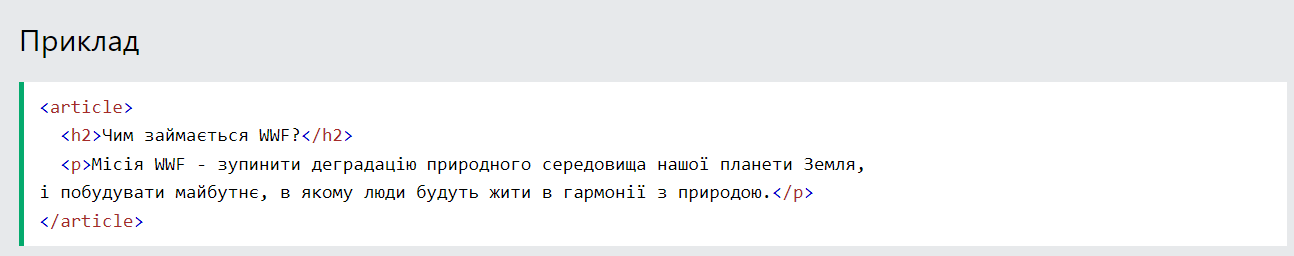 Приклад
<article>
<h2>Чим займається WWF?</h2>
<p>Місія WWF - зупинити деградацію природного середовища нашої планети Земля,
і побудувати майбутнє, в якому люди будуть жити в гармонії з природою.</p>
</article>